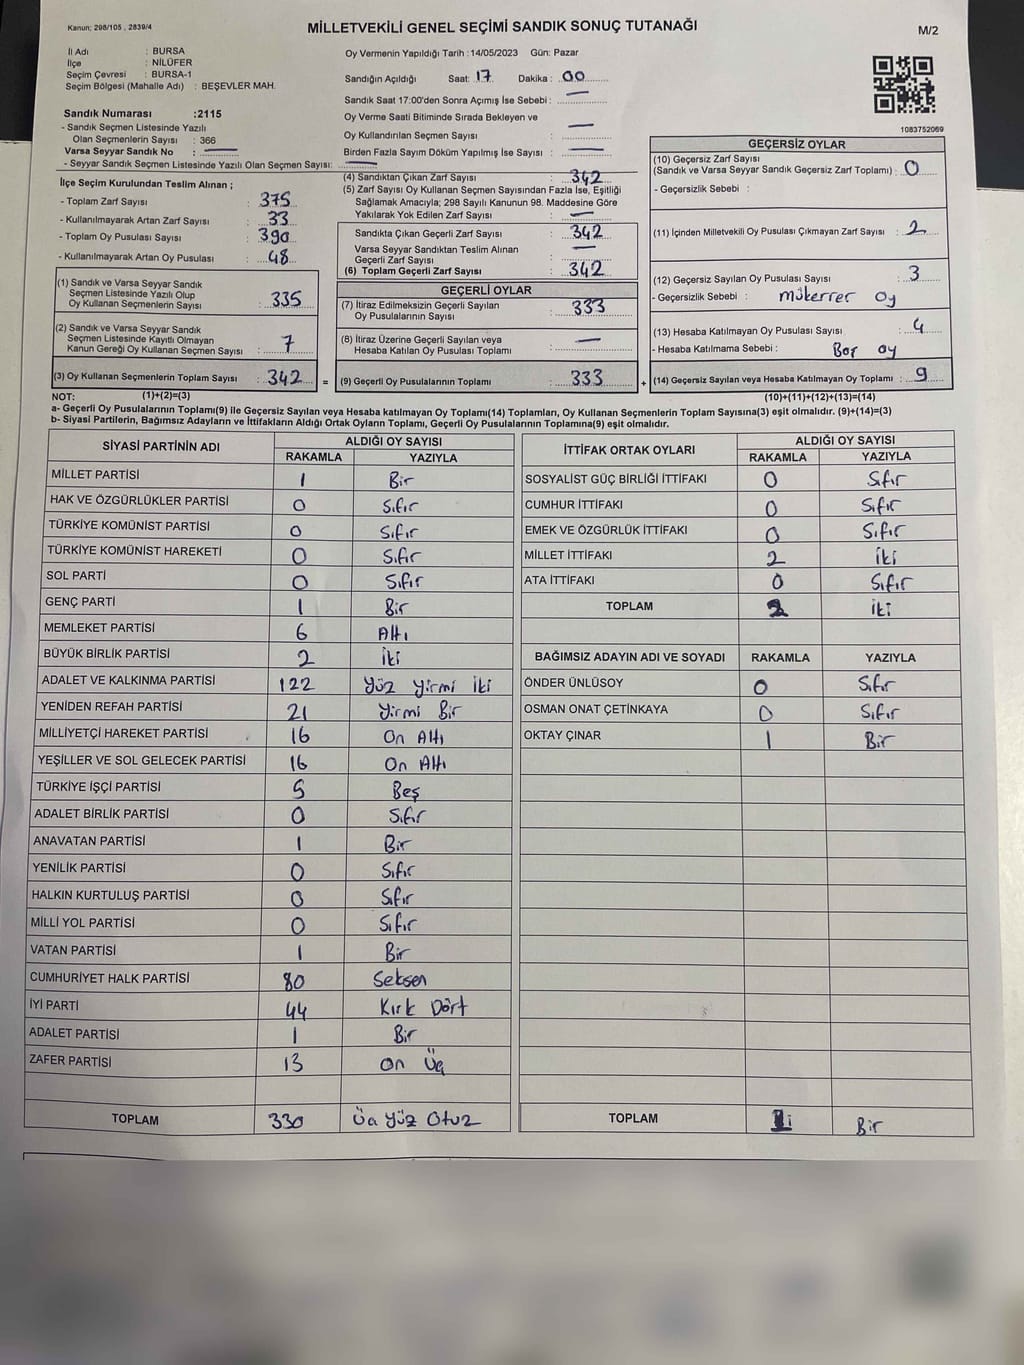 Kanun; 298/105 , 2839/4
MİLLETVEKİLİ GENEL SEÇİMİ SANDIK SONUÇ TUTANAĞI
M/2
İl Adı : BURSA
İlçe : NİLÜFER
Seçim Çevresi : BURSA-1
Seçim Bölgesi (Mahalle Adı) : BEŞEVLER MAH.
Sandık Numarası :2115
- Sandık Seçmen Listesinde Yazılı
Olan Seçmenlerin Sayısı : 366
Varsa Seyyar Sandık No : —
- Seyyar Sandık Seçmen Listesinde Yazılı Olan Seçmen Sayısı: —
Oy Vermenin Yapıldığı Tarih :14/05/2023 Gün: Pazar
Sandığın Açıldığı Saat: 17 Dakika : 00
Sandık Saat 17:00'den Sonra Açımış İse Sebebi : —
Oy Verme Saati Bitiminde Sırada Bekleyen ve
Oy Kullandırılan Seçmen Sayısı : —
Birden Fazla Sayım Döküm Yapılmış İse Sayısı : —
1083752069
İlçe Seçim Kurulundan Teslim Alınan ;
- Toplam Zarf Sayısı : 375
- Kullanılmayarak Artan Zarf Sayısı : 33
- Toplam Oy Pusulası Sayısı : 390
- Kullanılmayarak Artan Oy Pusulası : 48
(1) Sandık ve Varsa Seyyar Sandık
Seçmen Listesinde Yazılı Olup
Oy Kullanan Seçmenlerin Sayısı : 335
(2) Sandık ve Varsa Seyyar Sandık
Seçmen Listesinde Kayıtlı Olmayan
Kanun Gereği Oy Kullanan Seçmen Sayısı : 7
(3) Oy Kullanan Seçmenlerin Toplam Sayısı : 342 =
(4) Sandıktan Çıkan Zarf Sayısı : 342
(5) Zarf Sayısı Oy Kullanan Seçmen Sayısından Fazla İse, Eşitliği
Sağlamak Amacıyla; 298 Sayılı Kanunun 98. Maddesine Göre
Yakılarak Yok Edilen Zarf Sayısı : —
Sandıkta Çıkan Geçerli Zarf Sayısı : 342
Varsa Seyyar Sandıktan Teslim Alınan
Geçerli Zarf Sayısı : —
(6) Toplam Geçerli Zarf Sayısı : 342
GEÇERLİ OYLAR
(7) İtiraz Edilmeksizin Geçerli Sayılan
Oy Pusulalarının Sayısı : 333
(8) İtiraz Üzerine Geçerli Sayılan veya
Hesaba Katılan Oy Pusulası Toplamı : —
(9) Geçerli Oy Pusulalarının Toplamı : 333 +
GEÇERSİZ OYLAR
(10) Geçersiz Zarf Sayısı
(Sandık ve Varsa Seyyar Sandık Geçersiz Zarf Toplamı) : 0
- Geçersizlik Sebebi :
(11) İçinden Milletvekili Oy Pusulası Çıkmayan Zarf Sayısı : 2
(12) Geçersiz Sayılan Oy Pusulası Sayısı : 3
- Geçersizlik Sebebi : mükerrer oy
(13) Hesaba Katılmayan Oy Pusulası Sayısı : 4
- Hesaba Katılmama Sebebi : Boş oy
(14) Geçersiz Sayılan veya Hesaba Katılmayan Oy Toplamı : 9
NOT: (1)+(2)=(3) (10)+(11)+(12)+(13)=(14)
a- Geçerli Oy Pusulalarının Toplamı(9) ile Geçersiz Sayılan veya Hesaba katılmayan Oy Toplamı(14) Toplamları, Oy Kullanan Seçmenlerin Toplam Sayısına(3) eşit olmalıdır. (9)+(14)=(3)
b- Siyasi Partilerin, Bağımsız Adayların ve İttifakların Aldığı Ortak Oyların Toplamı, Geçerli Oy Pusulalarının Toplamına(9) eşit olmalıdır.
SİYASİ PARTİNİN ADI ALDIĞI OY SAYISI
RAKAMLA YAZIYLA
MİLLET PARTİSİ 1 Bir
HAK VE ÖZGÜRLÜKLER PARTİSİ 0 Sıfır
TÜRKİYE KOMÜNİST PARTİSİ 0 Sıfır
TÜRKİYE KOMÜNİST HAREKETİ 0 Sıfır
SOL PARTİ 0 Sıfır
GENÇ PARTİ 1 Bir
MEMLEKET PARTİSİ 6 Altı
BÜYÜK BİRLİK PARTİSİ 2 İki
ADALET VE KALKINMA PARTİSİ 122 Yüz Yirmi İki
YENİDEN REFAH PARTİSİ 21 Yirmi Bir
MİLLİYETÇİ HAREKET PARTİSİ 16 On Altı
YEŞİLLER VE SOL GELECEK PARTİSİ 16 On Altı
TÜRKİYE İŞÇİ PARTİSİ 5 Beş
ADALET BİRLİK PARTİSİ 0 Sıfır
ANAVATAN PARTİSİ 1 Bir
YENİLİK PARTİSİ 0 Sıfır
HALKIN KURTULUŞ PARTİSİ 0 Sıfır
MİLLİ YOL PARTİSİ 0 Sıfır
VATAN PARTİSİ 1 Bir
CUMHURİYET HALK PARTİSİ 80 Seksen
İYİ PARTİ 44 Kırk Dört
ADALET PARTİSİ 1 Bir
ZAFER PARTİSİ 13 On Üç
TOPLAM 330 Üç Yüz Otuz
İTTİFAK ORTAK OYLARI ALDIĞI OY SAYISI
RAKAMLA YAZIYLA
SOSYALİST GÜÇ BİRLİĞİ İTTİFAKI 0 Sıfır
CUMHUR İTTİFAKI 0 Sıfır
EMEK VE ÖZGÜRLÜK İTTİFAKI 0 Sıfır
MİLLET İTTİFAKI 2 İki
ATA İTTİFAKI 0 Sıfır
TOPLAM 2 İki
BAĞIMSIZ ADAYIN ADI VE SOYADI RAKAMLA YAZIYLA
ÖNDER ÜNLÜSOY 0 Sıfır
OSMAN ONAT ÇETİNKAYA 0 Sıfır
OKTAY ÇINAR 1 Bir
TOPLAM 1 Bir